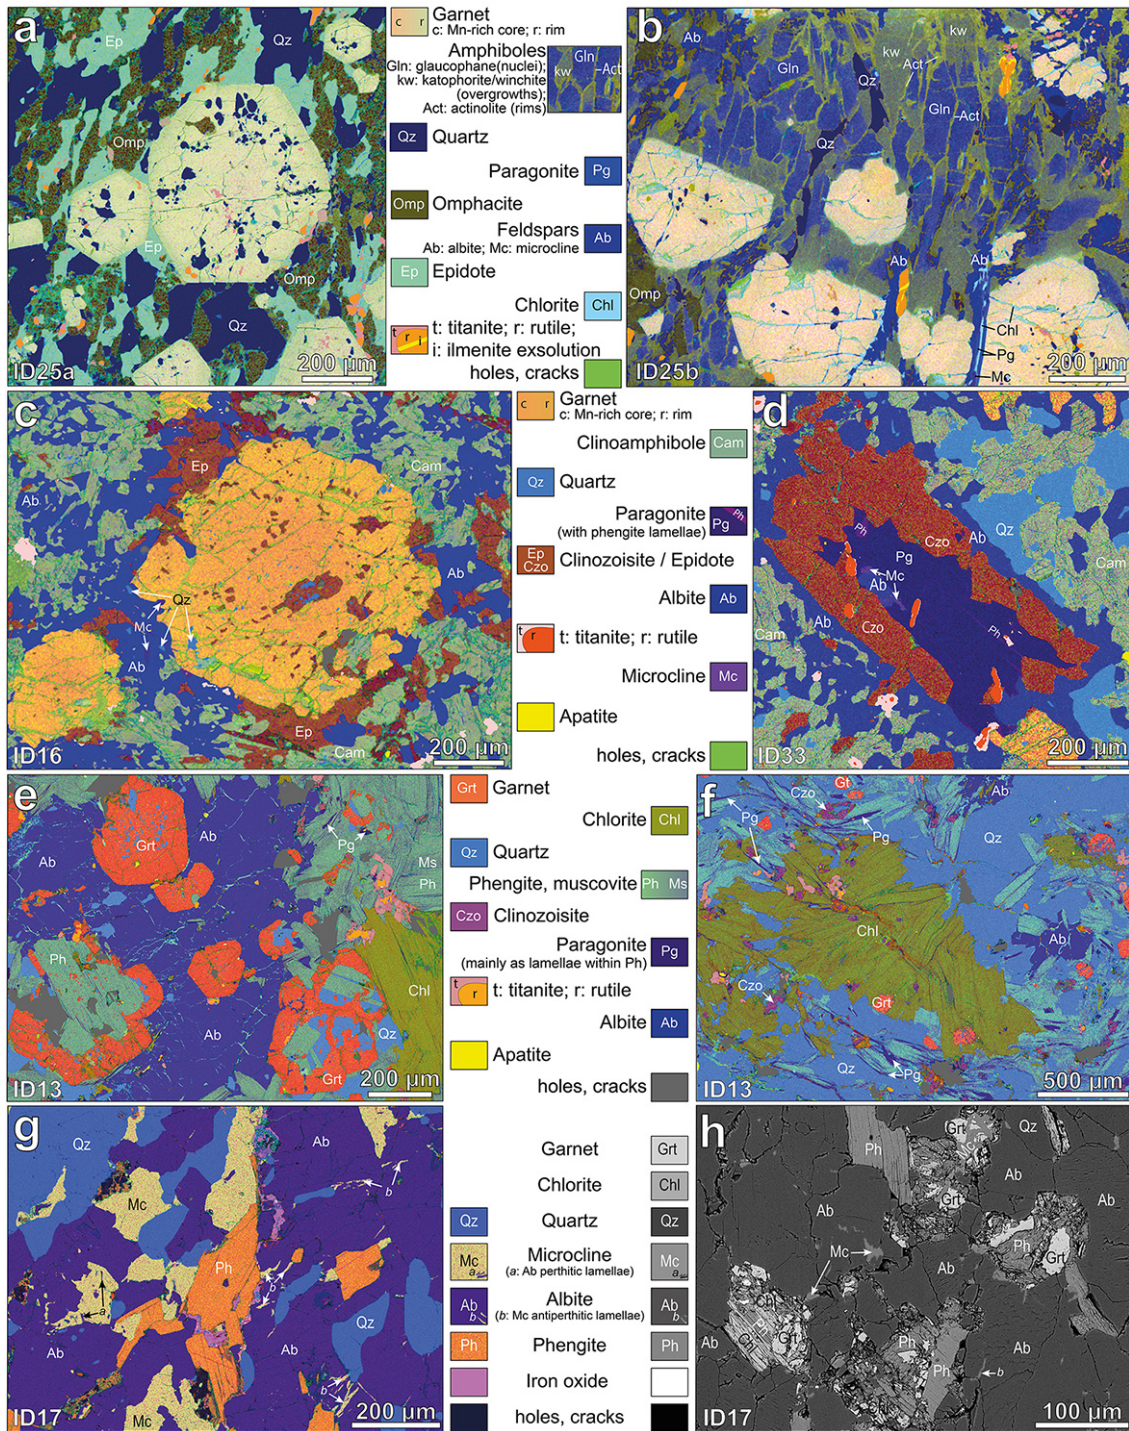 a
Ep
Qz
Omp
Ep
Omp
Qz
200 µm
ID25a
c r
Garnet
c: Mn-rich core; r: rim
Amphiboles
Gln: glaucophane(nuclei);
kw: katophorite/winchite
(overgrowths);
Act: actinolite (rims)
Gln
kw
Act
Qz Quartz
Paragonite Pg
Omp Omphacite
Feldspars
Ab: albite; Mc: microcline
Ab
Ep Epidote
Chlorite Chl
t r i
t: titanite; r: rutile;
i: ilmenite exsolution
holes, cracks
b
Ab
Gln
kw
kw
Act
Qz
Gln
Act
Qz
Ab
Ab
Omp
Chl
Pg
Mc
200 µm
ID25b
c
Ep
Cam
Ab
Ab
Qz
Mc
Ab
Ep
Cam
200 µm
ID16
c r
Garnet
c: Mn-rich core; r: rim
Clinoamphibole Cam
Qz Quartz
Paragonite
(with phengite lamellae)
Pg Ph
Ep
Czo
Clinozoisite / Epidote
Albite Ab
t r
t: titanite; r: rutile
Microcline Mc
Apatite
holes, cracks
d
Qz
Ph
Czo
Ab
Pg
Cam
Mc
Ab
Cam
Ab
Czo
Ph
200 µm
ID33
e
Ab
Ab
Grt
Pg
Ms
Ph
Ph
Chl
Ab
Qz
Grt
200 µm
ID13
Grt Garnet
Chlorite Chl
Qz Quartz
Phengite, muscovite Ph Ms
Czo Clinozoisite
Paragonite
(mainly as lamellae within Ph)
Pg
t r
t: titanite; r: rutile
Albite Ab
Apatite
holes, cracks
f
Czo
Gt
Ab
Pg
Pg
Qz
Chl
Ab
Czo
Grt
Qz
Pg
500 µm
ID13
g
Qz
Ab
b
Mc
Ph
a
b
Qz
Ab
Ab
b
Mc
200 µm
ID17
Garnet Grt
Chlorite Chl
Qz Quartz Qz
Mc a
Microcline
(a: Ab perthitic lamellae)
Mc a
Ab b
Albite
(b: Mc antiperthitic lamellae)
Ab b
Ph Phengite Ph
Iron oxide
holes, cracks
h
Grt
Qz
Ph
Ab
Grt
Ab
Ab
Mc
Ph
Grt
Ab
Chl
Ph
Chl
Grt
Ab
Ph
Ph
Ab
b
100 µm
ID17